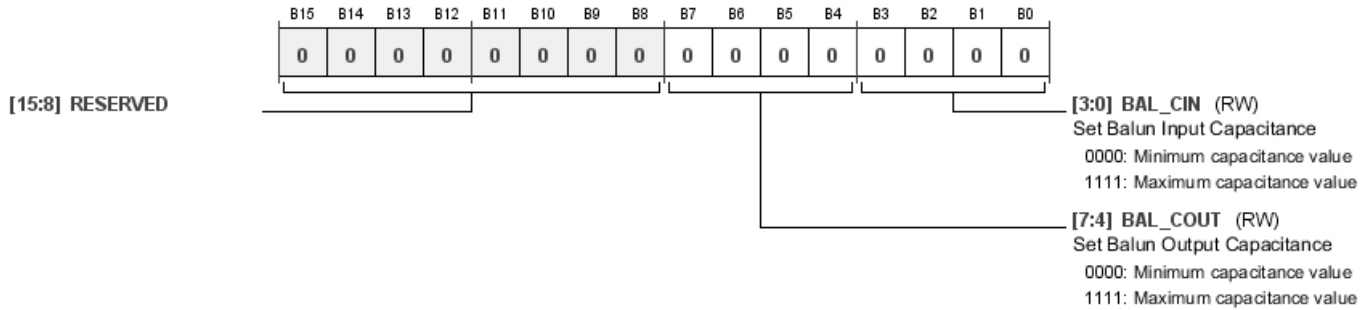 B15 B14 B13 B12 B11 B10 B9 B8 B7 B6 B5 B4 B3 B2 B1 B0
0 0 0 0 0 0 0 0 0 0 0 0 0 0 0 0
[15:8] RESERVED
[3:0] BAL_CIN (RW)
Set Balun Input Capacitance
0000: Minimum capacitance value
1111: Maximum capacitance value
[7:4] BAL_COUT (RW)
Set Balun Output Capacitance
0000: Minimum capacitance value
1111: Maximum capacitance value